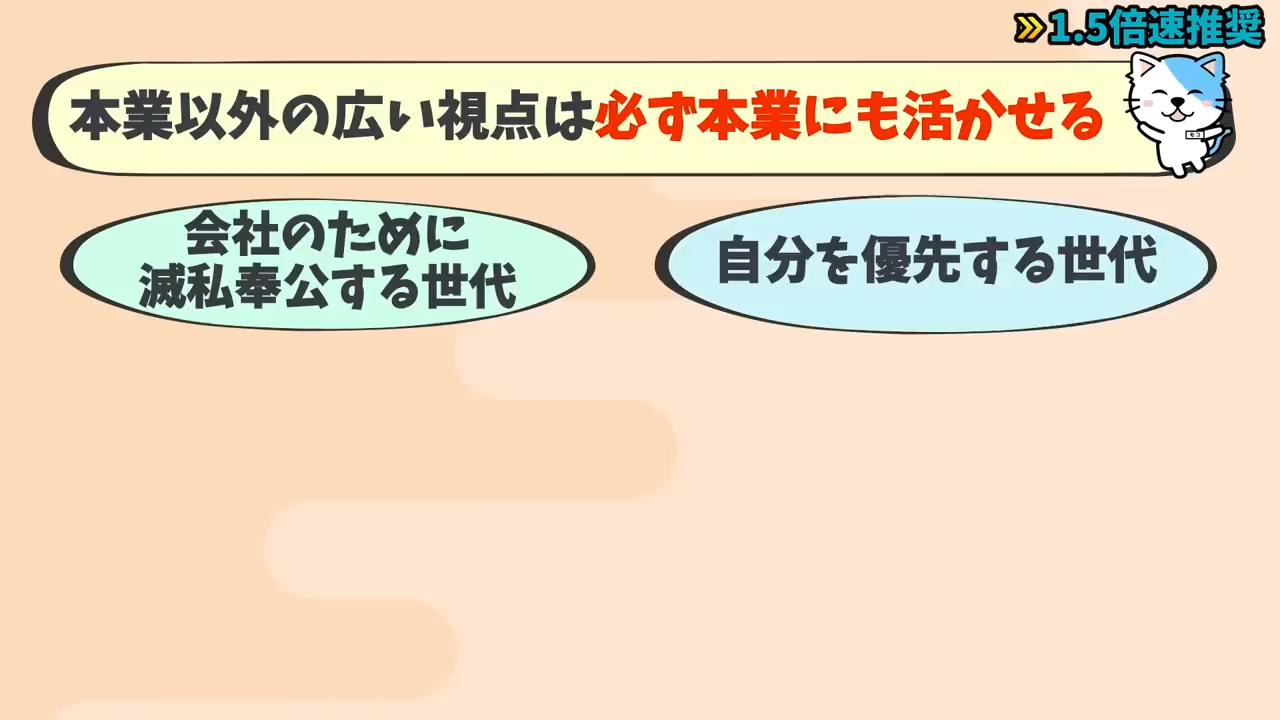 1.5倍速推奨
本業以外の広い視点は必ず本業にも活かせる
モコ
会社のために
滅私奉公する世代
自分を優先する世代